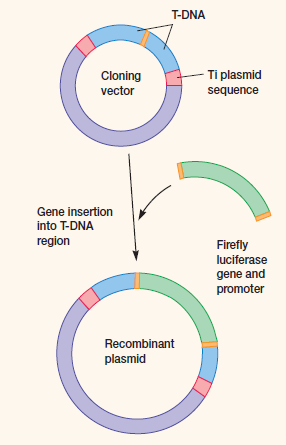 T-DNA
Cloning
vector
Ti plasmid
sequence
Gene insertion
into T-DNA
region
Firefly
luciferase
gene and
promoter
Recombinant
plasmid